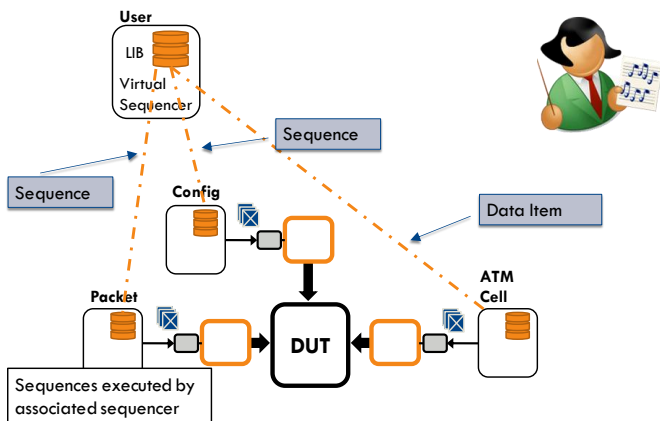 User
LIB
Virtual
Sequencer
Sequence
Sequence
Config
Data Item
ATM
Cell
Packet
DUT
Sequences executed by
associated sequencer